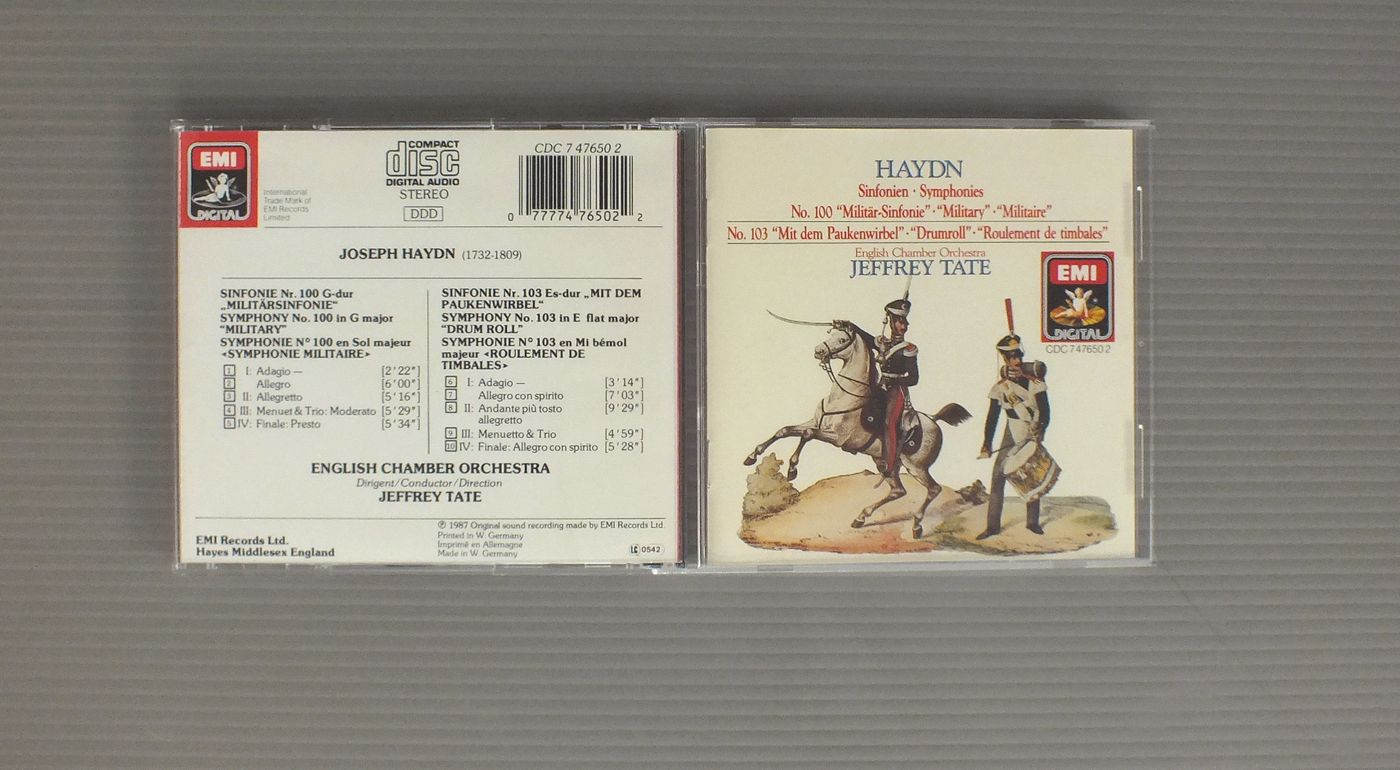 EMI
DIGITAL
International
Trade Mark of
EMI Records
Limited
COMPACT
disc
DIGITAL AUDIO
STEREO
DDD
CDC 7 47650 2
0 77774 76502 2
JOSEPH HAYDN (1732-1809)
SINFONIE Nr. 100 G-dur
„MILITÄRSINFONIE“
SYMPHONY No. 100 in G major
“MILITARY”
SYMPHONIE N° 100 en Sol majeur
‹SYMPHONIE MILITAIRE›
1 I: Adagio — [2'22"]
2 Allegro [6'00"]
3 II: Allegretto [5'16"]
4 III: Menuet & Trio: Moderato [5'29"]
5 IV: Finale: Presto [5'34"]
SINFONIE Nr. 103 Es-dur „MIT DEM
PAUKENWIRBEL“
SYMPHONY No. 103 in E flat major
“DRUM ROLL”
SYMPHONIE N° 103 en Mi bémol
majeur ‹ROULEMENT DE
TIMBALES›
6 I: Adagio — [3'14"]
7 Allegro con spirito [7'03"]
8 II: Andante più tosto [9'29"]
allegretto
9 III: Menuetto & Trio [4'59"]
10 IV: Finale: Allegro con spirito [5'28"]
ENGLISH CHAMBER ORCHESTRA
Dirigent/Conductor/Direction
JEFFREY TATE
EMI Records Ltd.
Hayes Middlesex England
℗ 1987 Original sound recording made by EMI Records Ltd.
Printed in W. Germany
Imprimé en Allemagne
Made in W. Germany
LC 0542
HAYDN
Sinfonien · Symphonies
No. 100 “Militär-Sinfonie” · “Military” · “Militaire”
No. 103 “Mit dem Paukenwirbel” · “Drumroll” · “Roulement de timbales”
English Chamber Orchestra
JEFFREY TATE
EMI
DIGITAL
CDC 7 47650 2